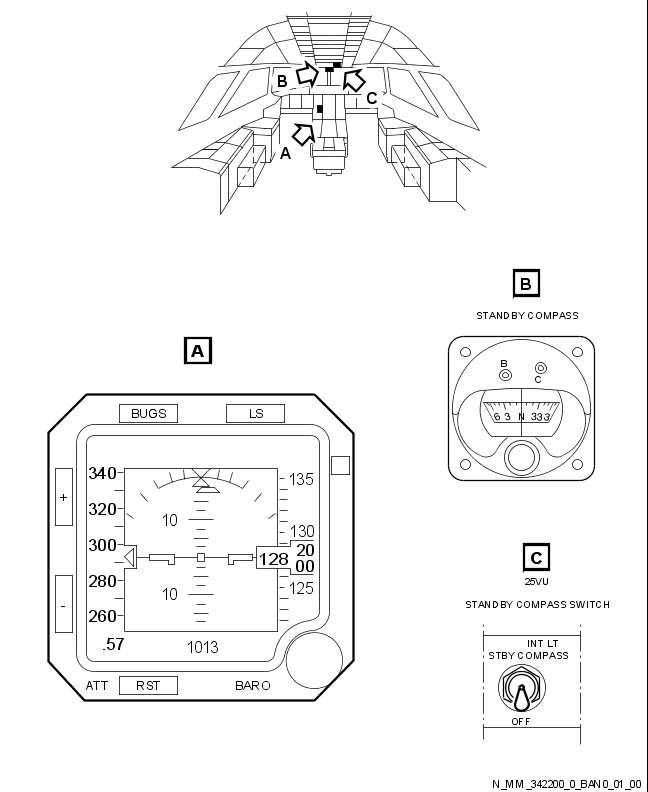 B
C
A
B
STANDBY COMPASS
A
B
C
6 3 N 33 3
BUGS
LS
340
320
300
280
260
+
-
10
10
135
130
128
20
00
125
.57
1013
ATT
RST
BARO
C
25VU
STANDBY COMPASS SWITCH
INT LT
STBY COMPASS
OFF
N_MM_342200_0_BAN0_01_00